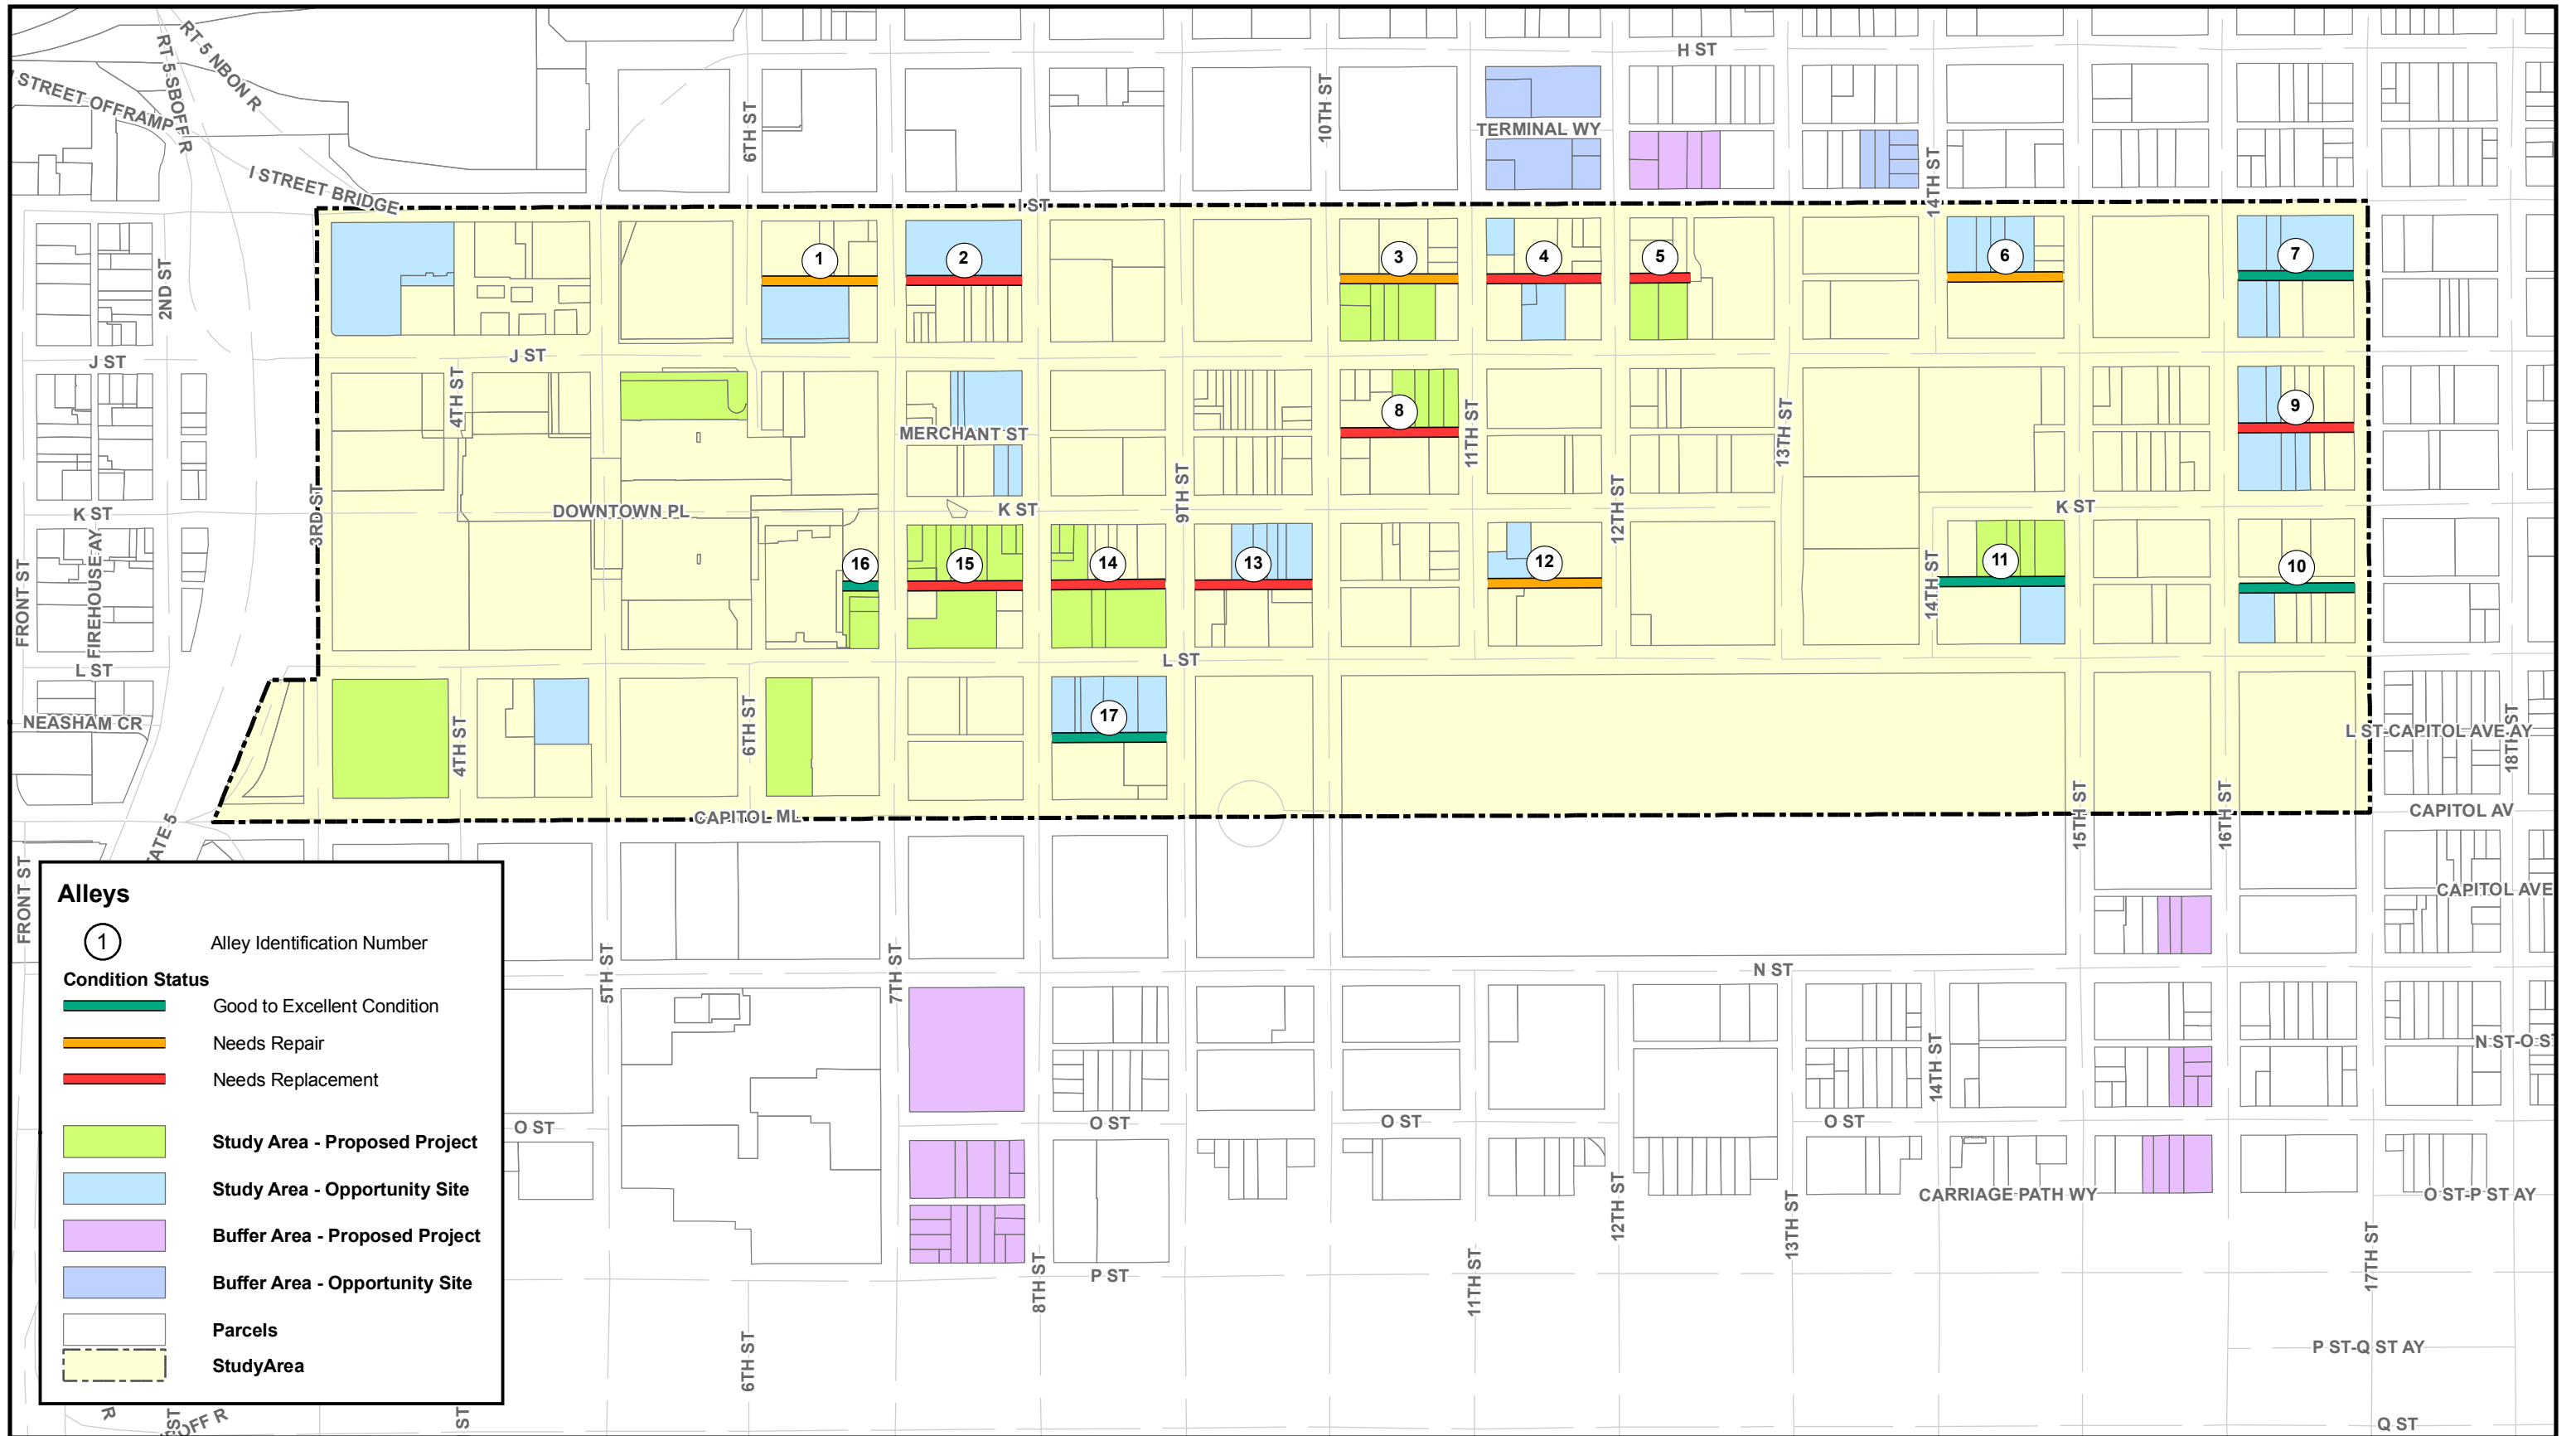 H ST
RT 5 NBON R
RT 5 SBOFF R
I STREET OFFRAMP
6TH ST
10TH ST
TERMINAL WY
14TH ST
I STREET BRIDGE
I ST
1
2
3
4
5
6
7
2ND ST
J ST
J ST
4TH ST
MERCHANT ST
8
9
11TH ST
13TH ST
3RD ST
9TH ST
12TH ST
K ST
DOWNTOWN PL
K ST
K ST
FRONT ST
FIREHOUSE AY
16
15
14
13
12
14TH ST
11
10
L ST
L ST
NEASHAM CR
4TH ST
6TH ST
17
L ST-CAPITOL AVE AY
18TH ST
CAPITOL ML
15TH ST
16TH ST
CAPITOL AV
TATE 5
FRONT ST
CAPITOL AVE
Alleys
1 Alley Identification Number
Condition Status
Good to Excellent Condition
Needs Repair
Needs Replacement
Study Area - Proposed Project
Study Area - Opportunity Site
Buffer Area - Proposed Project
Buffer Area - Opportunity Site
Parcels
StudyArea
5TH ST
7TH ST
N ST
N ST-O S
14TH ST
O ST
O ST
O ST
O ST
CARRIAGE PATH WY
O ST-P ST AY
12TH ST
13TH ST
17TH ST
8TH ST
P ST
11TH ST
6TH ST
P ST-Q ST AY
R
ST
OFF R
ST
Q ST